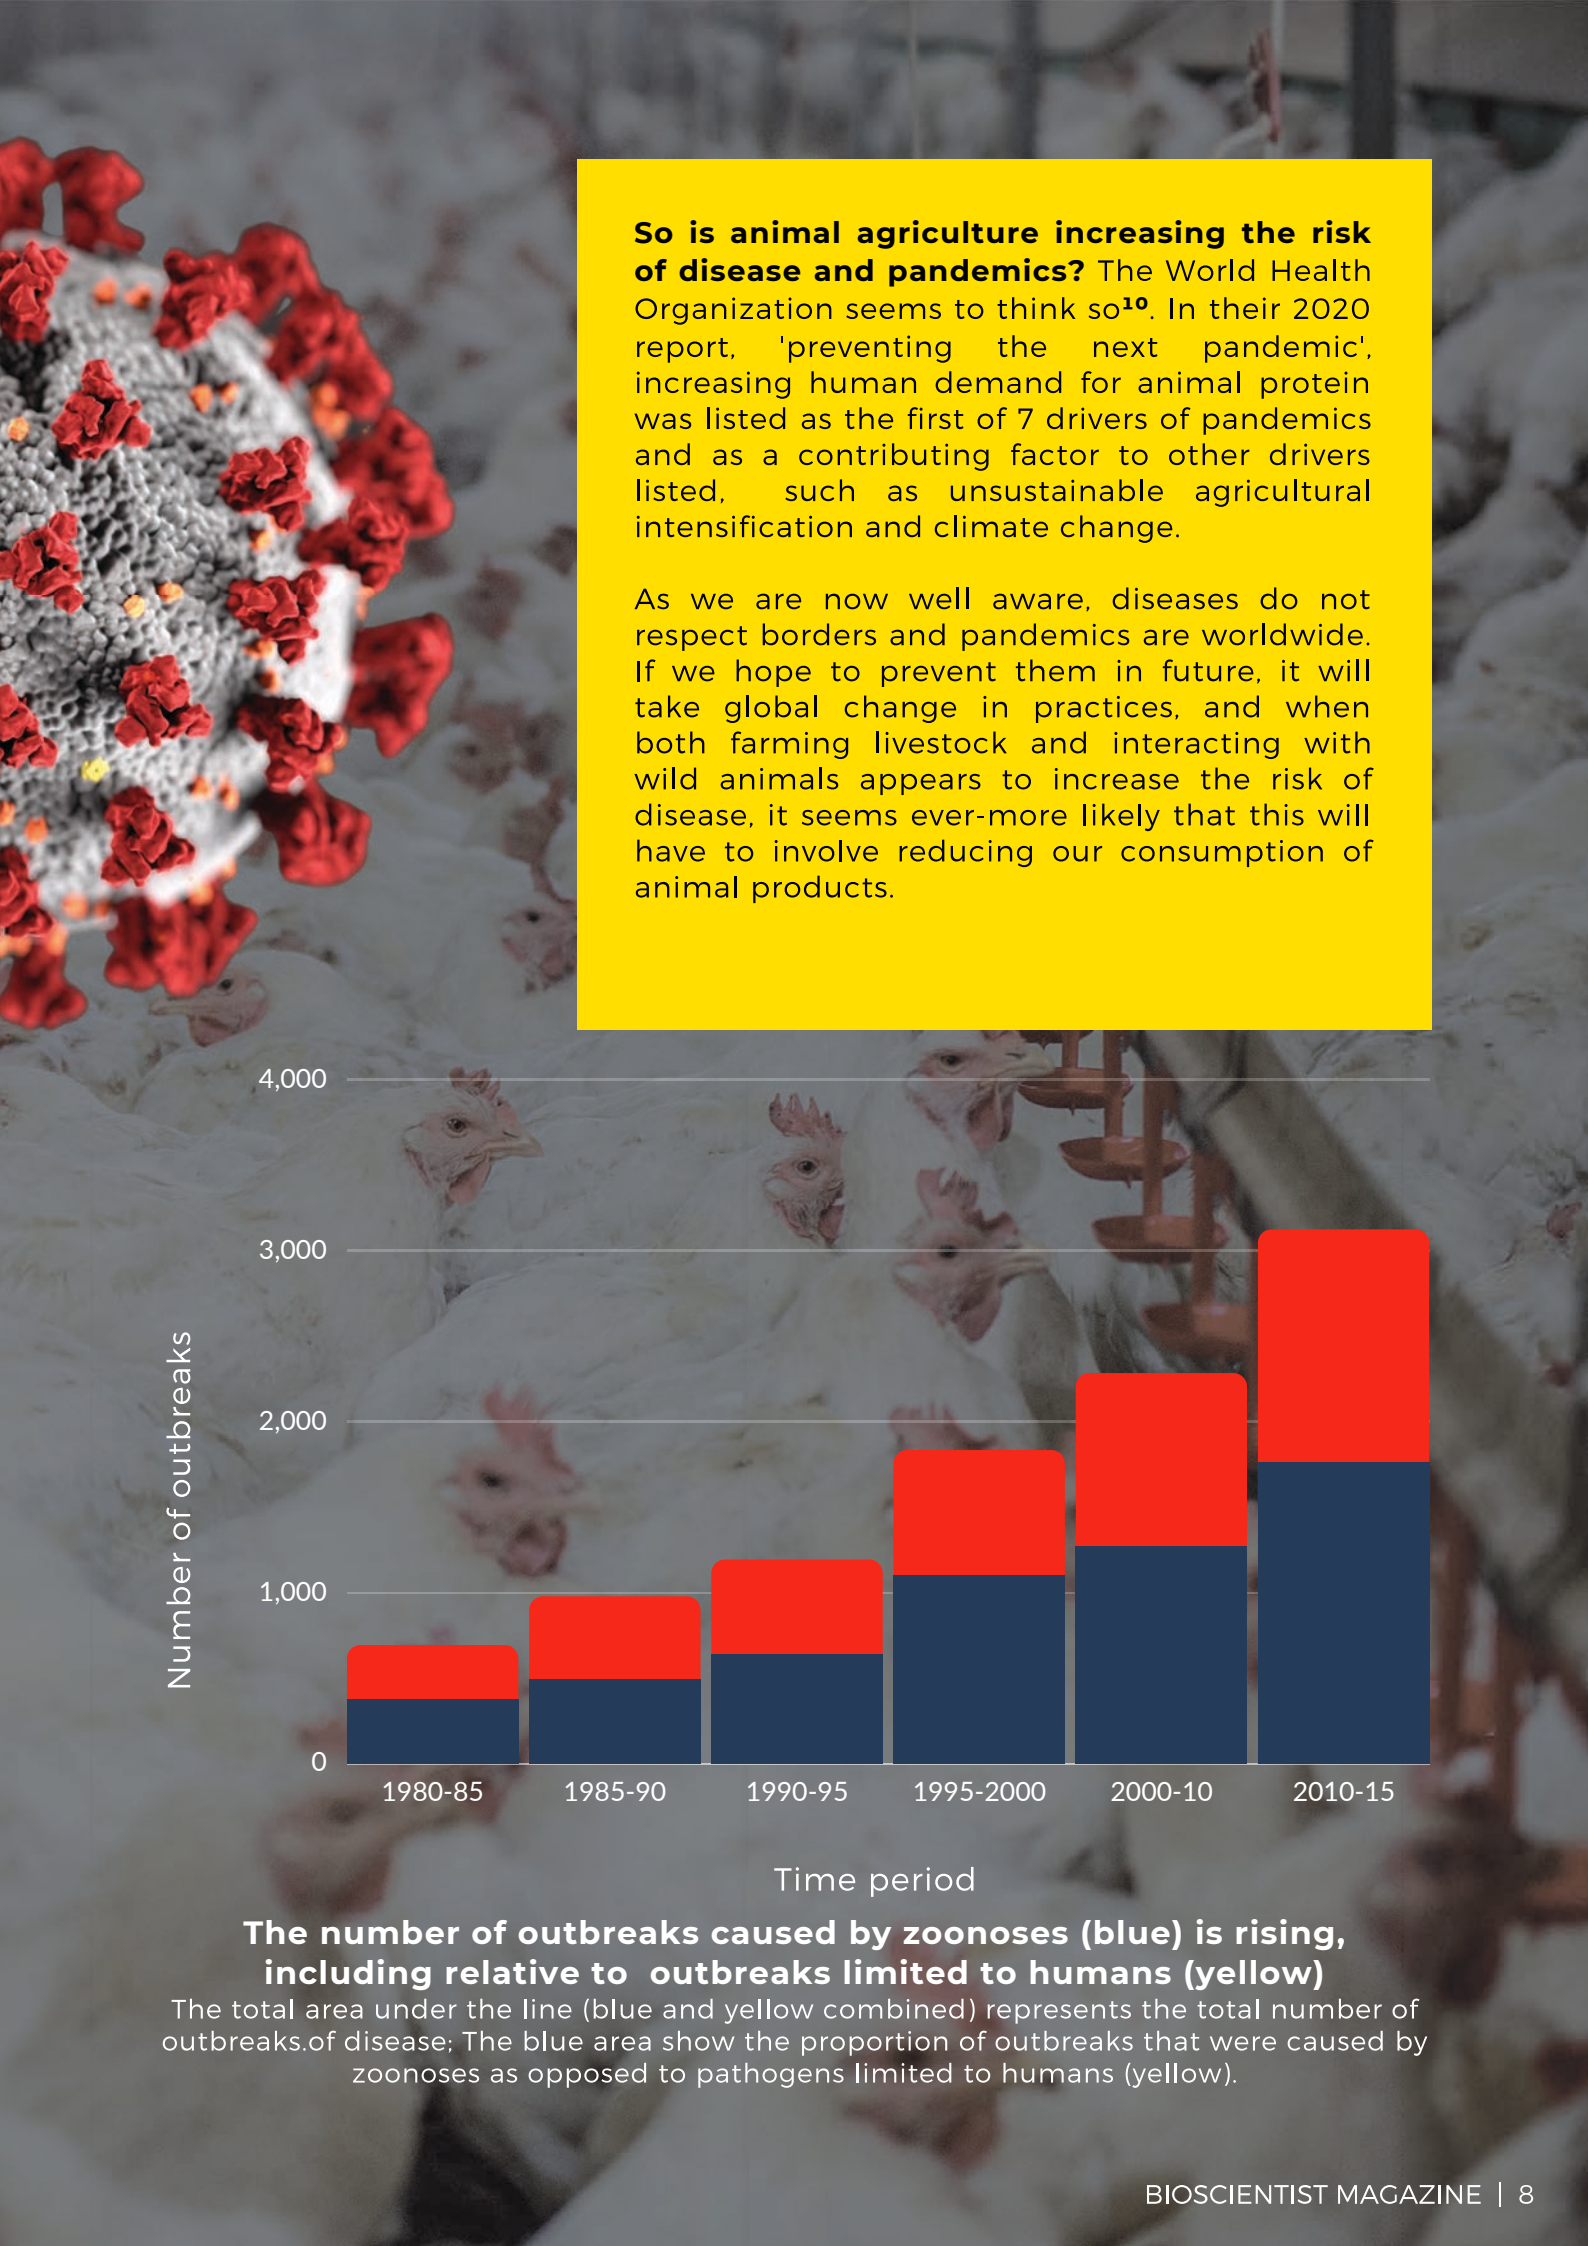 So is animal agriculture increasing the risk
of disease and pandemics? The World Health
Organization seems to think so¹⁰. In their 2020
report, 'preventing the next pandemic',
increasing human demand for animal protein
was listed as the first of 7 drivers of pandemics
and as a contributing factor to other drivers
listed, such as unsustainable agricultural
intensification and climate change.
As we are now well aware, diseases do not
respect borders and pandemics are worldwide.
If we hope to prevent them in future, it will
take global change in practices, and when
both farming livestock and interacting with
wild animals appears to increase the risk of
disease, it seems ever-more likely that this will
have to involve reducing our consumption of
animal products.
4,000
3,000
2,000
1,000
0
Number of outbreaks
1980-85 1985-90 1990-95 1995-2000 2000-10 2010-15
Time period
The number of outbreaks caused by zoonoses (blue) is rising,
including relative to outbreaks limited to humans (yellow)
The total area under the line (blue and yellow combined) represents the total number of
outbreaks.of disease; The blue area show the proportion of outbreaks that were caused by
zoonoses as opposed to pathogens limited to humans (yellow).
BIOSCIENTIST MAGAZINE | 8